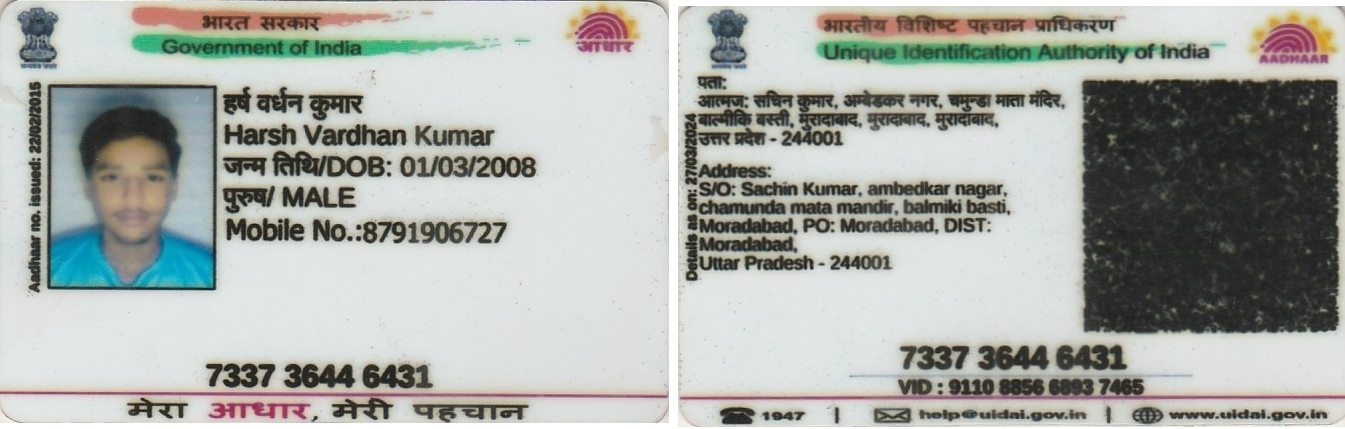 भारत सरकार
Government of India
आधार
Aadhaar no. issued: 22/02/2015
हर्ष वर्धन कुमार
Harsh Vardhan Kumar
जन्म तिथि/DOB: 01/03/2008
पुरुष/ MALE
Mobile No.:8791906727
7337 3644 6431
मेरा आधार, मेरी पहचान
भारतीय विशिष्ट पहचान प्राधिकरण
Unique Identification Authority of India
AADHAAR
Details as on: 27/03/2024
पता:
आत्मज: सचिन कुमार, अम्बेडकर नगर, चमुन्डा माता मंदिर,
बाल्मीकि बस्ती, मुरादाबाद, मुरादाबाद, मुरादाबाद,
उत्तर प्रदेश - 244001
Address:
S/O: Sachin Kumar, ambedkar nagar,
chamunda mata mandir, balmiki basti,
Moradabad, PO: Moradabad, DIST:
Moradabad,
Uttar Pradesh - 244001
7337 3644 6431
VID : 9110 8856 6893 7465
1947 | help@uidai.gov.in | www.uidai.gov.in